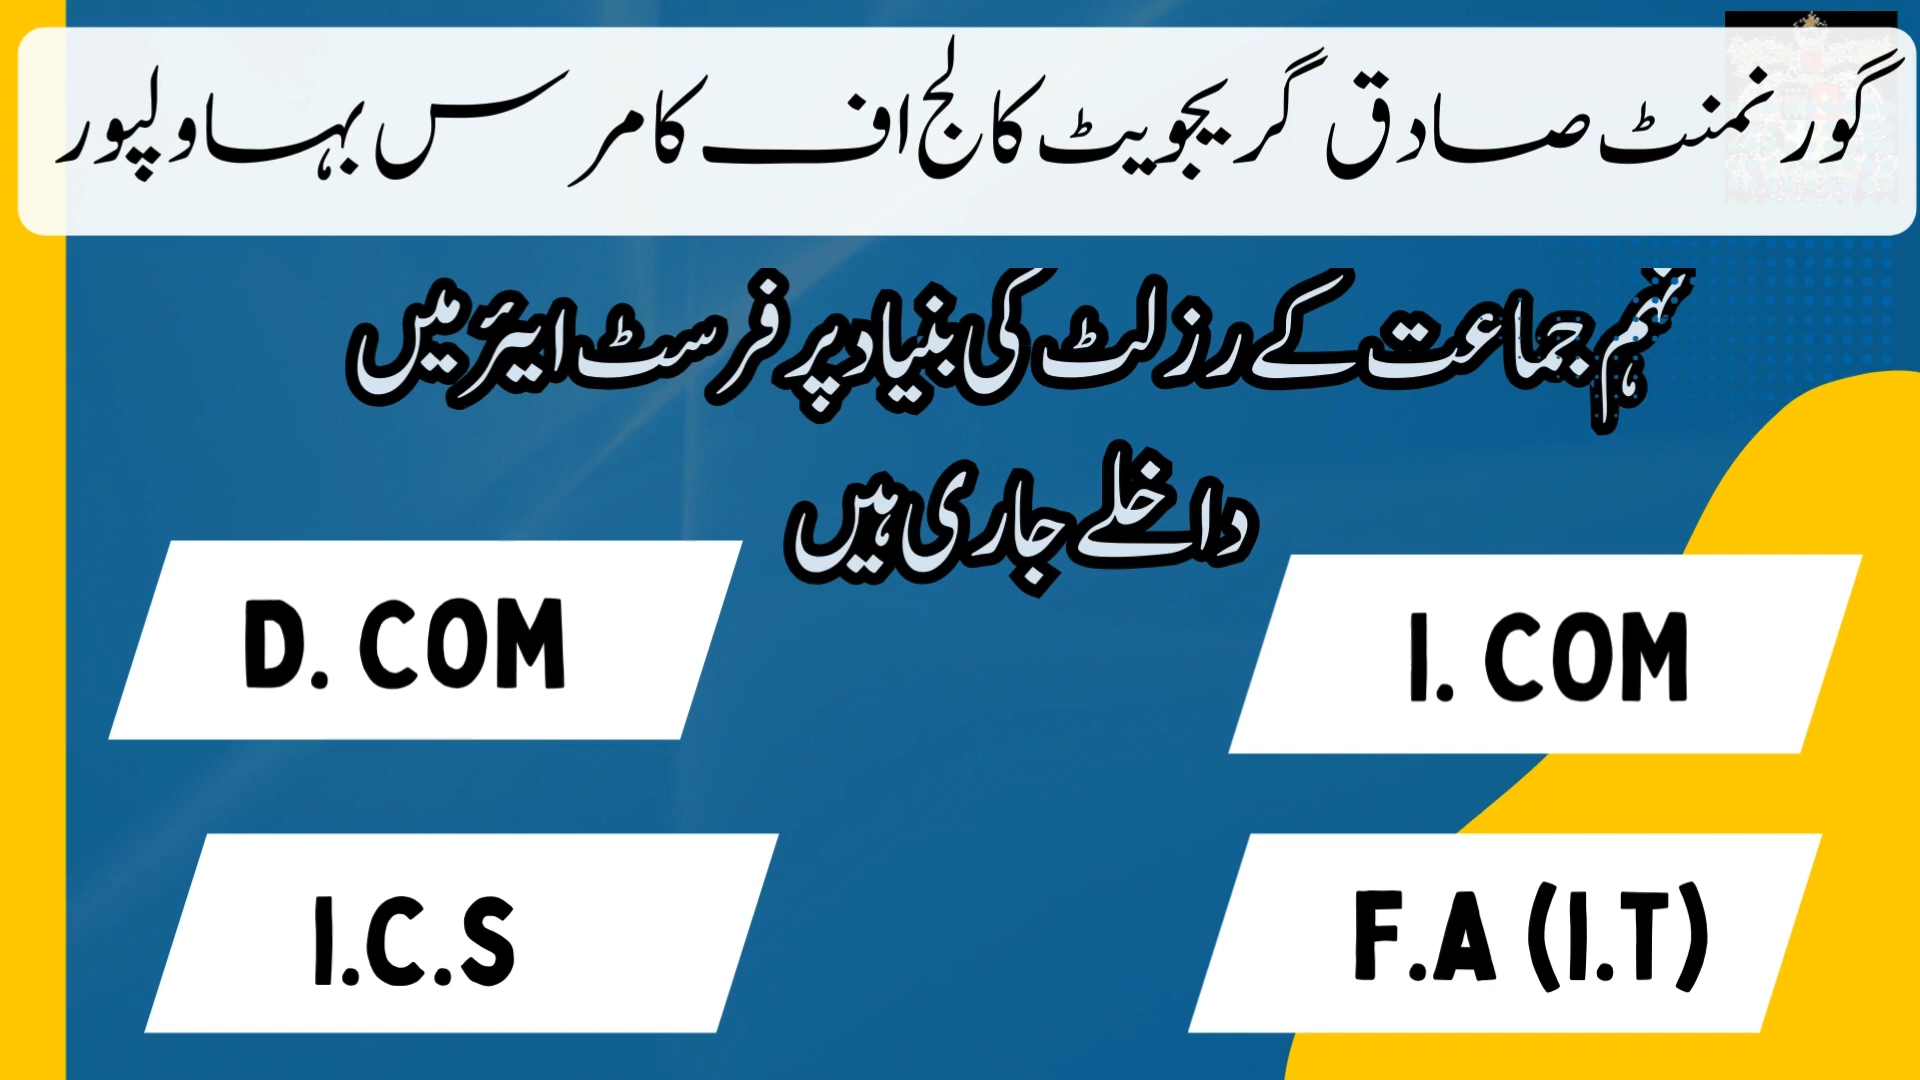 گورنمنٹ صادق گریجویٹ کالج اف کامرس بہاولپور
نہم جماعت کے رزلٹ کی بنیاد پر فرسٹ ایئر میں
داخلے جاری ہیں
D. COM
I. COM
I.C.S
F.A (I.T)